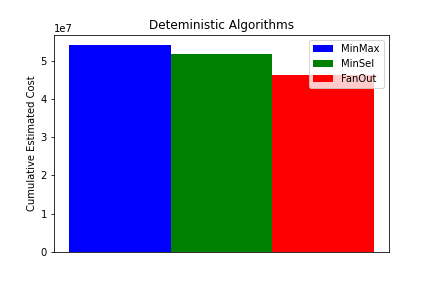 Deteministic Algorithms
1e7
MinMax
MinSel
FanOut
5
4
3
2
1
0
Cumulative Estimated Cost